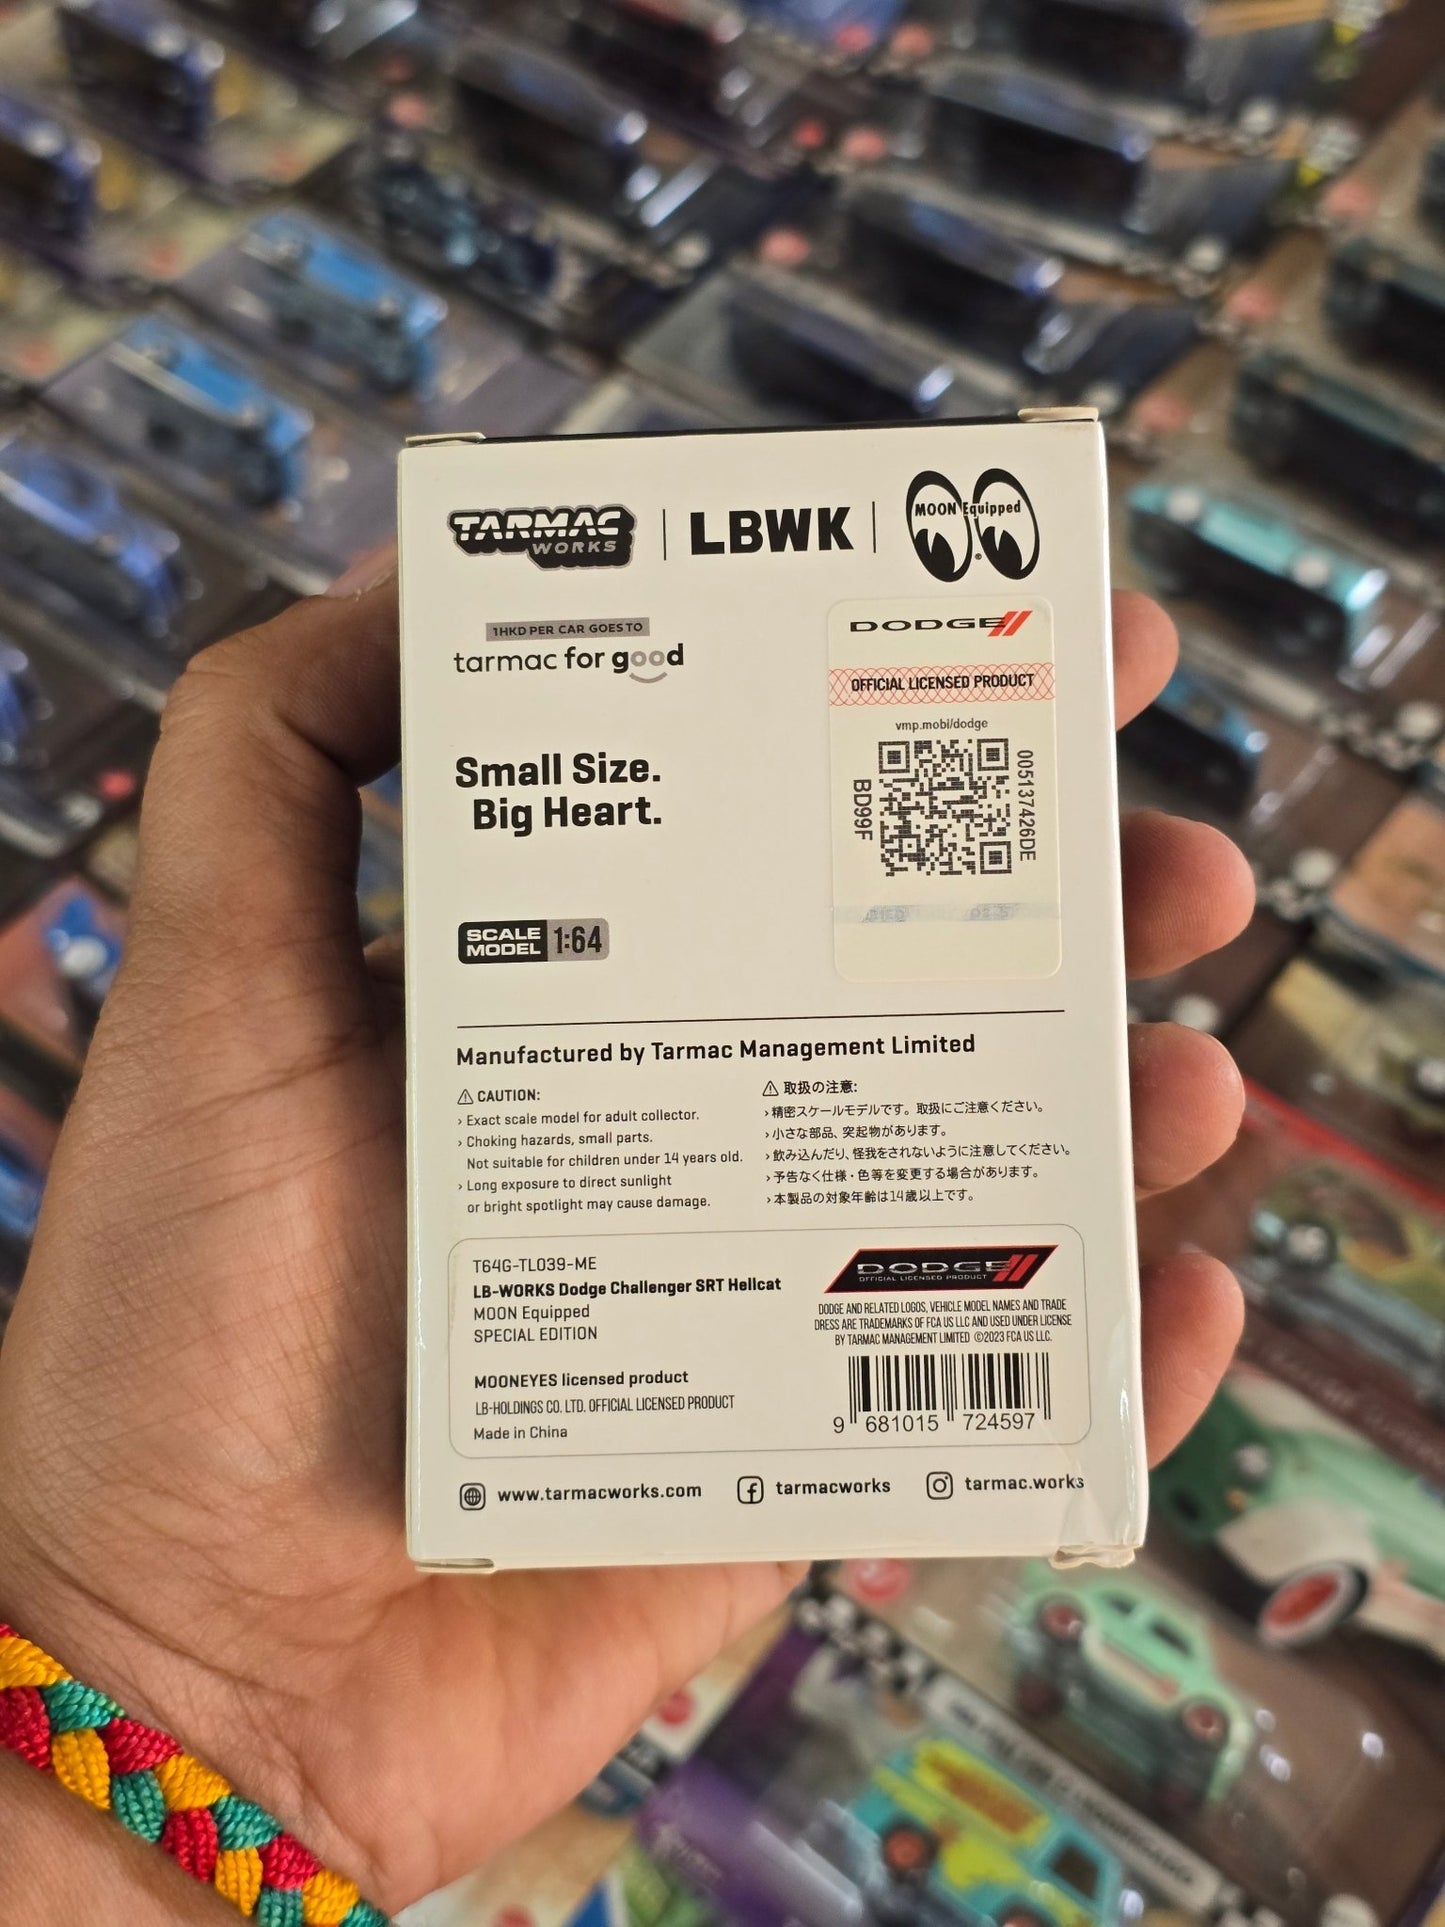 TARMAC WORKS | LBWK | MOON Equipped
1HKD PER CAR GOES TO
tarmac for good
Small Size.
Big Heart.
SCALE MODEL 1:64
DODGE
OFFICIAL LICENSED PRODUCT
vmp.mobi/dodge
BD99F
005137426DE
Manufactured by Tarmac Management Limited
⚠ CAUTION:
› Exact scale model for adult collector.
› Choking hazards, small parts.
Not suitable for children under 14 years old.
› Long exposure to direct sunlight
or bright spotlight may cause damage.
⚠ 取扱の注意:
› 精密スケールモデルです。取扱にご注意ください。
› 小さな部品、突起物があります。
› 飲み込んだり、怪我をされないように注意してください。
› 予告なく仕様・色等を変更する場合があります。
› 本製品の対象年齢は14歳以上です。
T64G-TL039-ME
LB-WORKS Dodge Challenger SRT Hellcat
MOON Equipped
SPECIAL EDITION
MOONEYES licensed product
LB-HOLDINGS CO. LTD. OFFICIAL LICENSED PRODUCT
Made in China
DODGE
OFFICIAL LICENSED PRODUCT
DODGE AND RELATED LOGOS, VEHICLE MODEL NAMES AND TRADE
DRESS ARE TRADEMARKS OF FCA US LLC AND USED UNDER LICENSE
BY TARMAC MANAGEMENT LIMITED ©2023 FCA US LLC.
9 681015 724597
www.tarmacworks.com
tarmacworks
tarmac.works